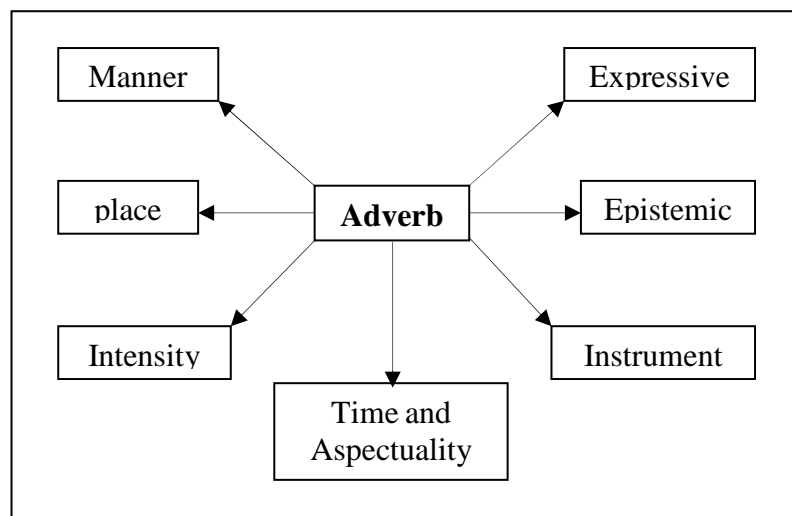 Manner
Expressive
place
Adverb
Epistemic
Intensity
Instrument
Time and
Aspectuality